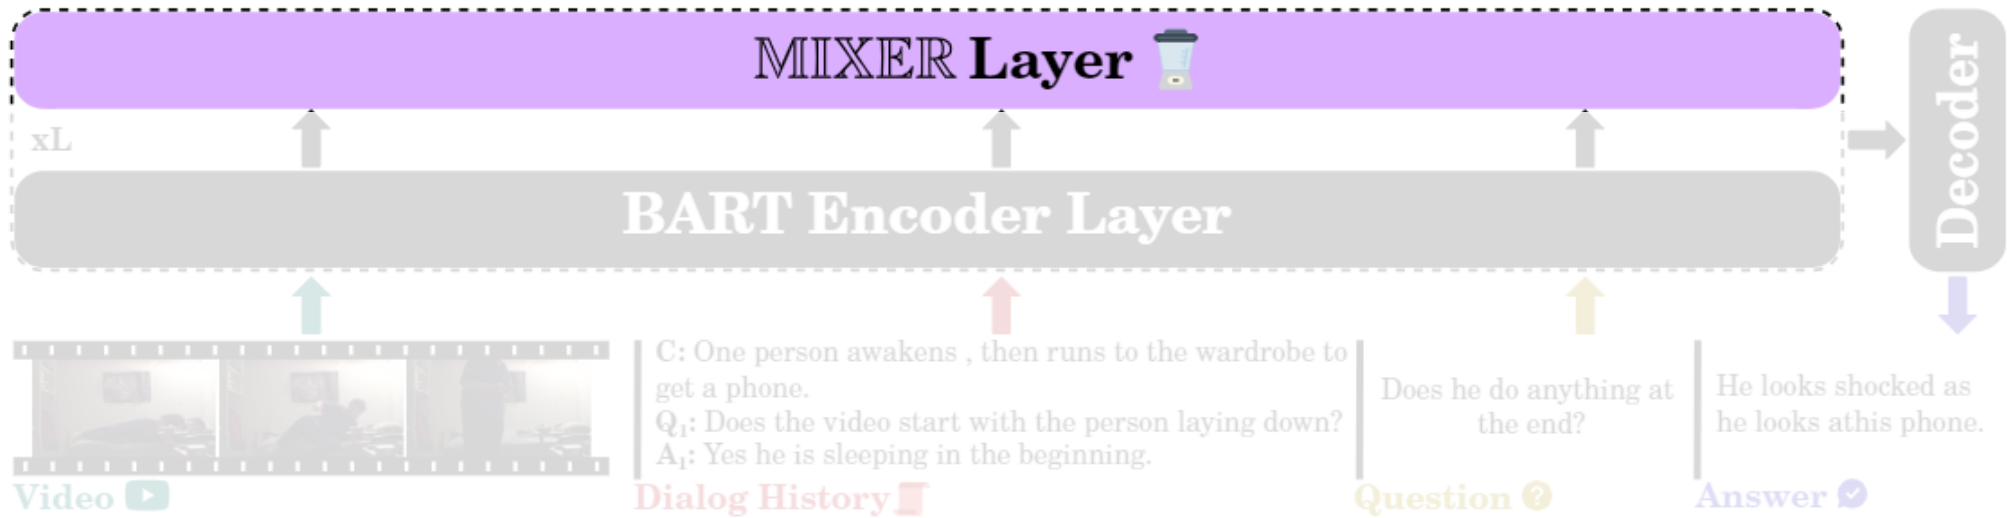 MIXER Layer
xL
BART Encoder Layer
Decoder
C: One person awakens , then runs to the wardrobe to
get a phone.
Q₁: Does the video start with the person laying down?
A₁: Yes he is sleeping in the beginning.
Does he do anything at
the end?
He looks shocked as
he looks athis phone.
Video
Dialog History
Question
Answer